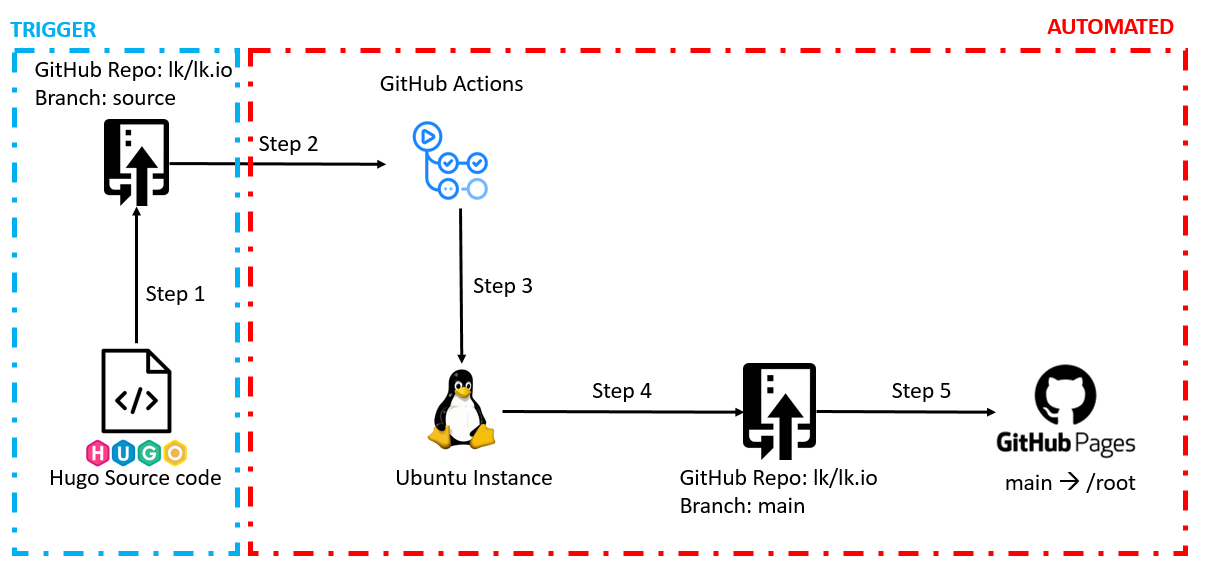 TRIGGER
AUTOMATED
GitHub Repo: lk/lk.io
Branch: source
GitHub Actions
Step 2
Step 1
Step 3
</>
HUGO
Hugo Source code
Ubuntu Instance
Step 4
GitHub Repo: lk/lk.io
Branch: main
Step 5
GitHub Pages
main → /root